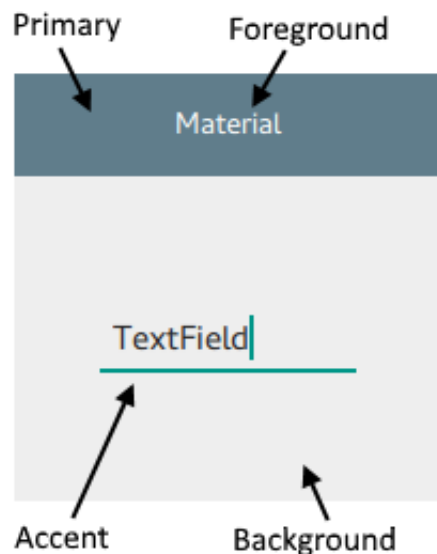 Primary
Foreground
Material
TextField
Accent
Background